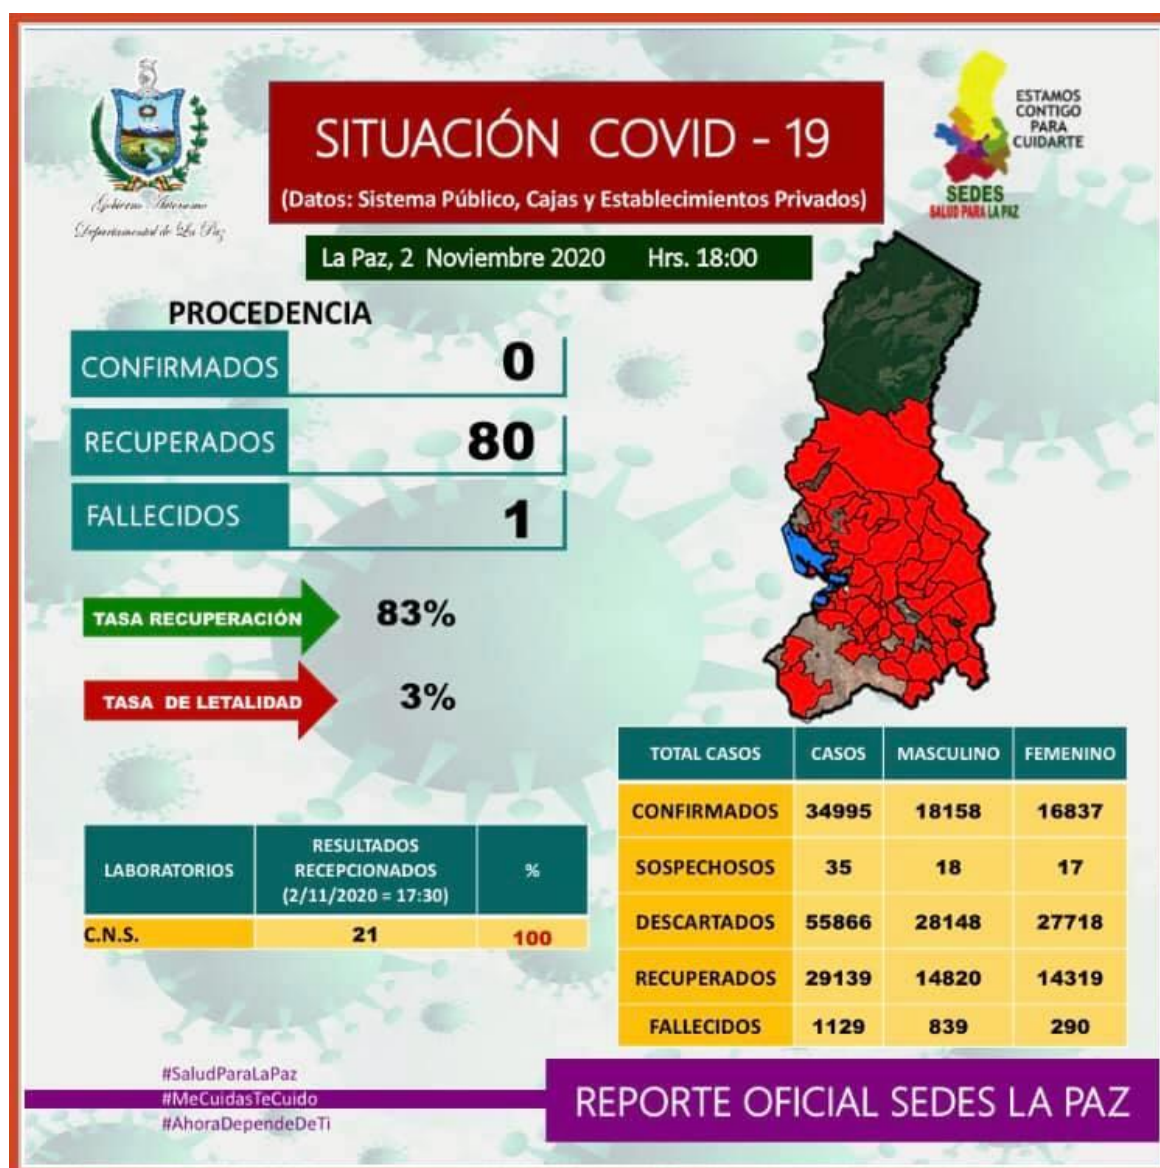 SITUACIÓN COVID - 19
(Datos: Sistema Público, Cajas y Establecimientos Privados)
Gobierno Autonomo
Departamental de La Paz
ESTAMOS
CONTIGO
PARA
CUIDARTE
SEDES
SALUD PARA LA PAZ
La Paz, 2 Noviembre 2020 Hrs. 18:00
PROCEDENCIA
CONFIRMADOS 0
RECUPERADOS 80
FALLECIDOS 1
TASA RECUPERACIÓN 83%
TASA DE LETALIDAD 3%
LABORATORIOS RESULTADOS RECEPCIONADOS (2/11/2020 = 17:30) %
C.N.S. 21 100
TOTAL CASOS CASOS MASCULINO FEMENINO
CONFIRMADOS 34995 18158 16837
SOSPECHOSOS 35 18 17
DESCARTADOS 55866 28148 27718
RECUPERADOS 29139 14820 14319
FALLECIDOS 1129 839 290
#SaludParaLaPaz
#MeCuidasTeCuido
#AhoraDependeDeTi
REPORTE OFICIAL SEDES LA PAZ